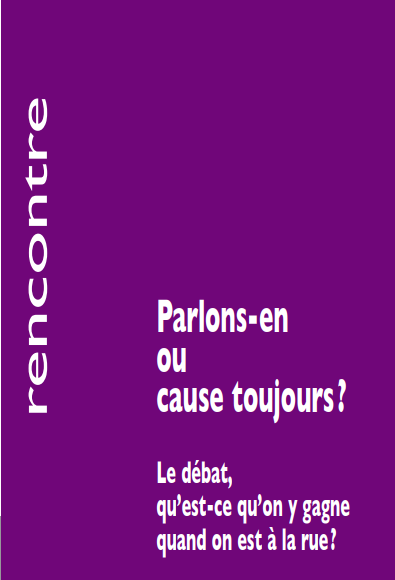 rencontre
Parlons-en
ou
cause toujours ?
Le débat,
qu’est-ce qu’on y gagne
quand on est à la rue ?